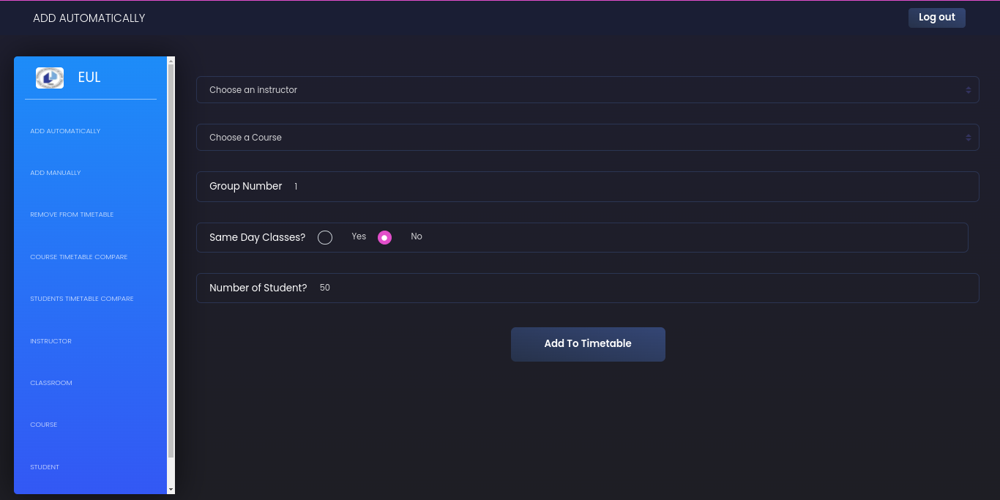 ADD AUTOMATICALLY
Log out
EUL
ADD AUTOMATICALLY
ADD MANUALLY
REMOVE FROM TIMETABLE
COURSE TIMETABLE COMPARE
STUDENTS TIMETABLE COMPARE
INSTRUCTOR
CLASSROOM
COURSE
STUDENT
Choose an instructor
Choose a Course
Group Number 1
Same Day Classes? Yes No
Number of Student? 50
Add To Timetable